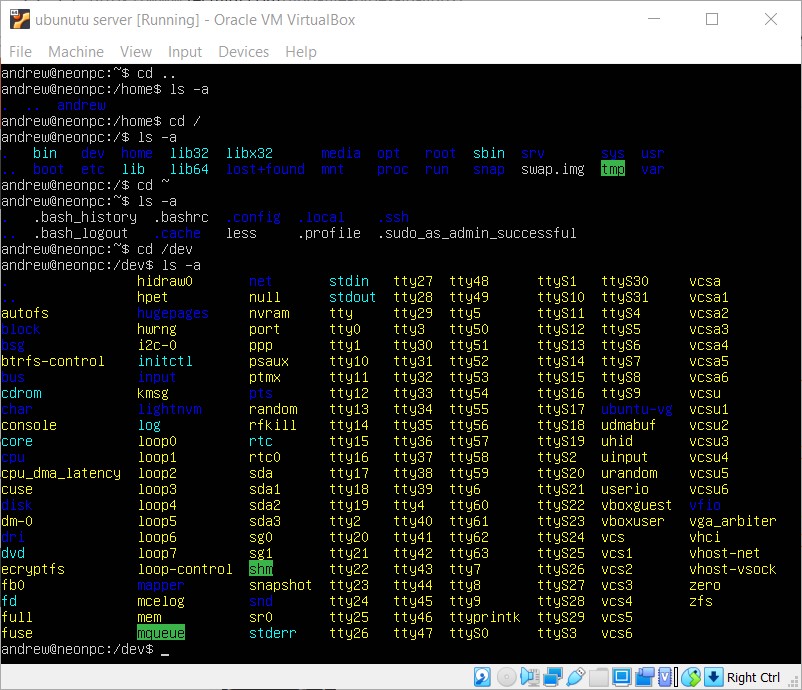 ubunutu server [Running] - Oracle VM VirtualBox
File Machine View Input Devices Help
andrew@neonpc:~$ cd ..
andrew@neonpc:/home$ ls -a
. .. andrew
andrew@neonpc:/home$ cd /
andrew@neonpc:/$ ls -a
. bin dev home lib32 libx32 media opt root sbin srv sys usr
.. boot etc lib lib64 lost+found mnt proc run snap swap.img tmp var
andrew@neonpc:/$ cd ~
andrew@neonpc:~$ ls -a
. .bash_history .bashrc .config .local .ssh
.. .bash_logout .cache less .profile .sudo_as_admin_successful
andrew@neonpc:~$ cd /dev
andrew@neonpc:/dev$ ls -a
. hidraw0 net stdin tty27 tty48 ttyS1 ttyS30 vcsa
.. hpet null stdout tty28 tty49 ttyS10 ttyS31 vcsa1
autofs hugepages nvram tty tty29 tty5 ttyS11 ttyS4 vcsa2
block hwrng port tty0 tty3 tty50 ttyS12 ttyS5 vcsa3
bsg i2c-0 ppp tty1 tty30 tty51 ttyS13 ttyS6 vcsa4
btrfs-control initctl psaux tty10 tty31 tty52 ttyS14 ttyS7 vcsa5
bus input ptmx tty11 tty32 tty53 ttyS15 ttyS8 vcsa6
cdrom kmsg pts tty12 tty33 tty54 ttyS16 ttyS9 vcsu
char lightnvm random tty13 tty34 tty55 ttyS17 ubuntu-vg vcsu1
console log rfkill tty14 tty35 tty56 ttyS18 udmabuf vcsu2
core loop0 rtc tty15 tty36 tty57 ttyS19 uhid vcsu3
cpu loop1 rtc0 tty16 tty37 tty58 ttyS2 uinput vcsu4
cpu_dma_latency loop2 sda tty17 tty38 tty59 ttyS20 urandom vcsu5
cuse loop3 sda1 tty18 tty39 tty6 ttyS21 userio vcsu6
disk loop4 sda2 tty19 tty4 tty60 ttyS22 vboxguest vfio
dm-0 loop5 sda3 tty2 tty40 tty61 ttyS23 vboxuser vga_arbiter
dri loop6 sg0 tty20 tty41 tty62 ttyS24 vcs vhci
dvd loop7 sg1 tty21 tty42 tty63 ttyS25 vcs1 vhost-net
ecryptfs loop-control shm tty22 tty43 tty7 ttyS26 vcs2 vhost-vsock
fb0 mapper snapshot tty23 tty44 tty8 ttyS27 vcs3 zero
fd mcelog snd tty24 tty45 tty9 ttyS28 vcs4 zfs
full mem sr0 tty25 tty46 ttyprintk ttyS29 vcs5
fuse mqueue stderr tty26 tty47 ttyS0 ttyS3 vcs6
andrew@neonpc:/dev$ _
Right Ctrl